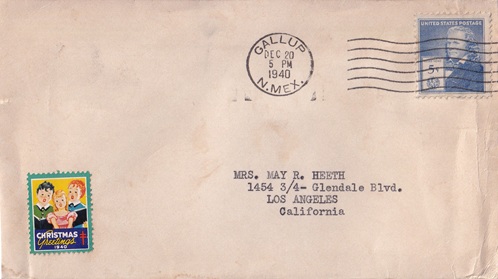 GALLUP
DEC 20
5 PM
1940
N.MEX.
UNITED STATES POSTAGE
5¢
MRS. MAY R. HEETH
1454 3/4- Glendale Blvd.
LOS ANGELES
California
CHRISTMAS
Greetings
1940